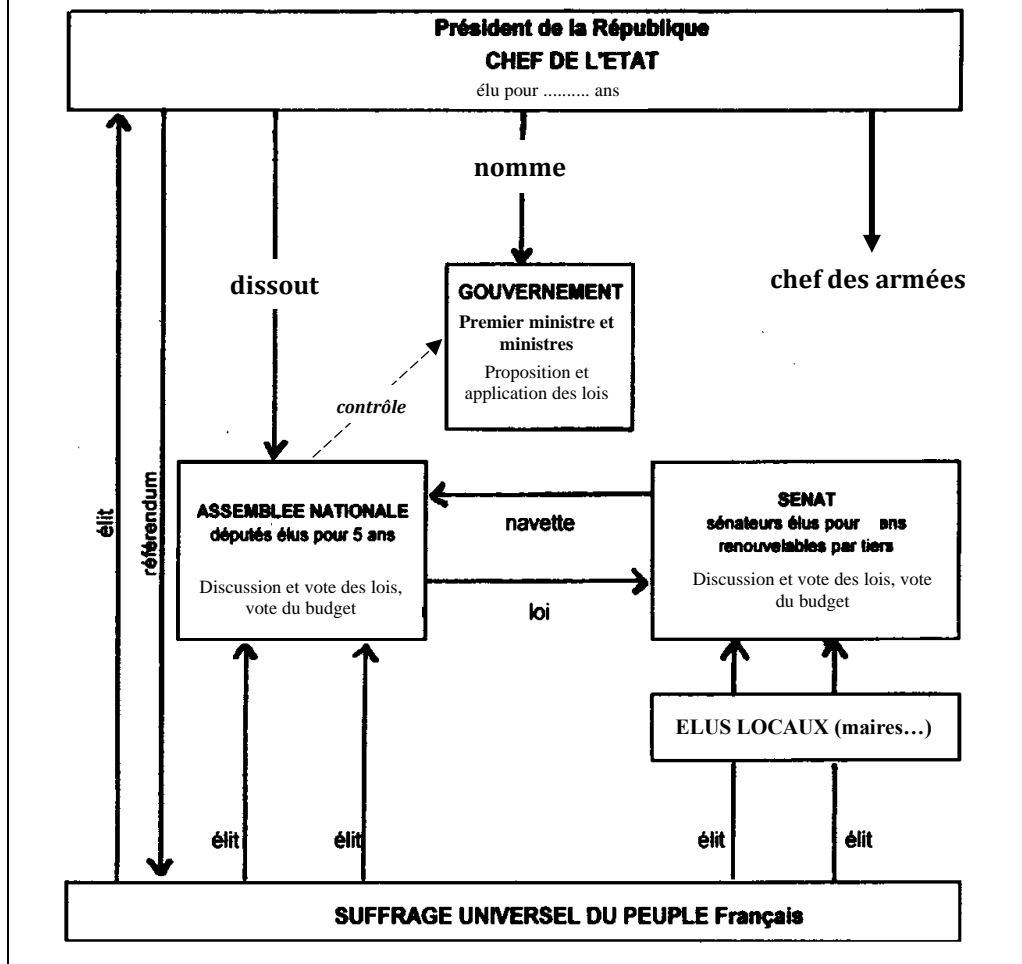 Président de la République
CHEF DE L'ETAT
élu pour .......... ans
nomme
dissout
chef des armées
GOUVERNEMENT
Premier ministre et
ministres
Proposition et
application des lois
contrôle
élit
référendum
ASSEMBLEE NATIONALE
députés élus pour 5 ans
Discussion et vote des lois,
vote du budget
navette
loi
SENAT
sénateurs élus pour ans
renouvelables par tiers
Discussion et vote des lois, vote
du budget
ELUS LOCAUX (maires…)
élit
élit
élit
élit
SUFFRAGE UNIVERSEL DU PEUPLE Français